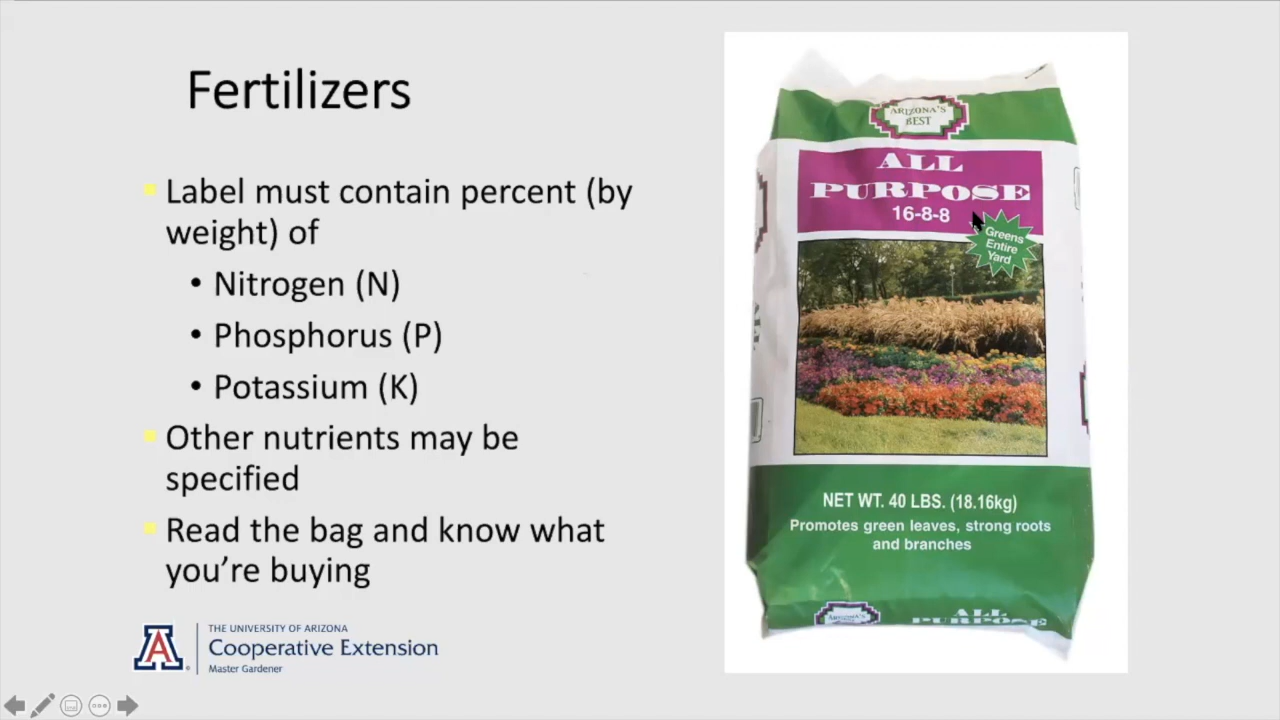 Fertilizers
Label must contain percent (by
weight) of
• Nitrogen (N)
• Phosphorus (P)
• Potassium (K)
Other nutrients may be
specified
Read the bag and know what
you’re buying
THE UNIVERSITY OF ARIZONA
Cooperative Extension
Master Gardener
A
ARIZONA'S
BEST
ALL
PURPOSE
16-8-8
Greens
Entire
Yard
NET WT. 40 LBS. (18.16kg)
Promotes green leaves, strong roots
and branches
ALL
PURPOSE